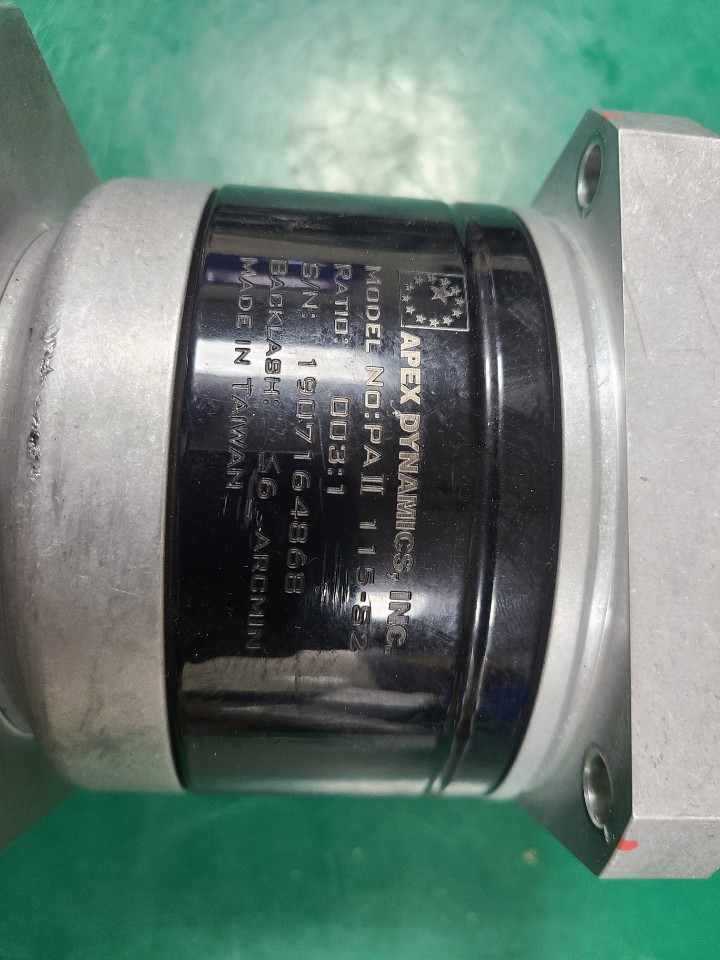 APEX DYNAMICS, INC.
MODEL NO:PAII 115-S2
RATIO: 003:1
S/N: 1907164868
BACKLASH: ≤6 ARCMIN
MADE IN TAIWAN